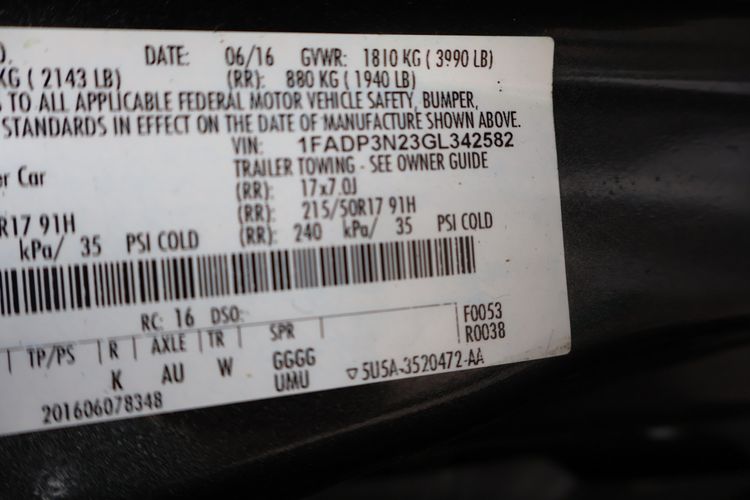 O. DATE: 06/16 GVWR: 1810 KG ( 3990 LB)
KG ( 2143 LB) (RR): 880 KG ( 1940 LB)
TO ALL APPLICABLE FEDERAL MOTOR VEHICLE SAFETY, BUMPER,
STANDARDS IN EFFECT ON THE DATE OF MANUFACTURE SHOWN ABOVE.
VIN: 1FADP3N23GL342582
TRAILER TOWING - SEE OWNER GUIDE
er Car (RR): 17x7.0J
R17 91H (RR): 215/50R17 91H
kPa/ 35 PSI COLD (RR): 240 kPa/ 35 PSI COLD
RC: 16 DSO:
F0053
R0038
TP/PS R AXLE TR SPR
K AU W GGGG
UMU
▽5U5A-3520472-AA
201606078348